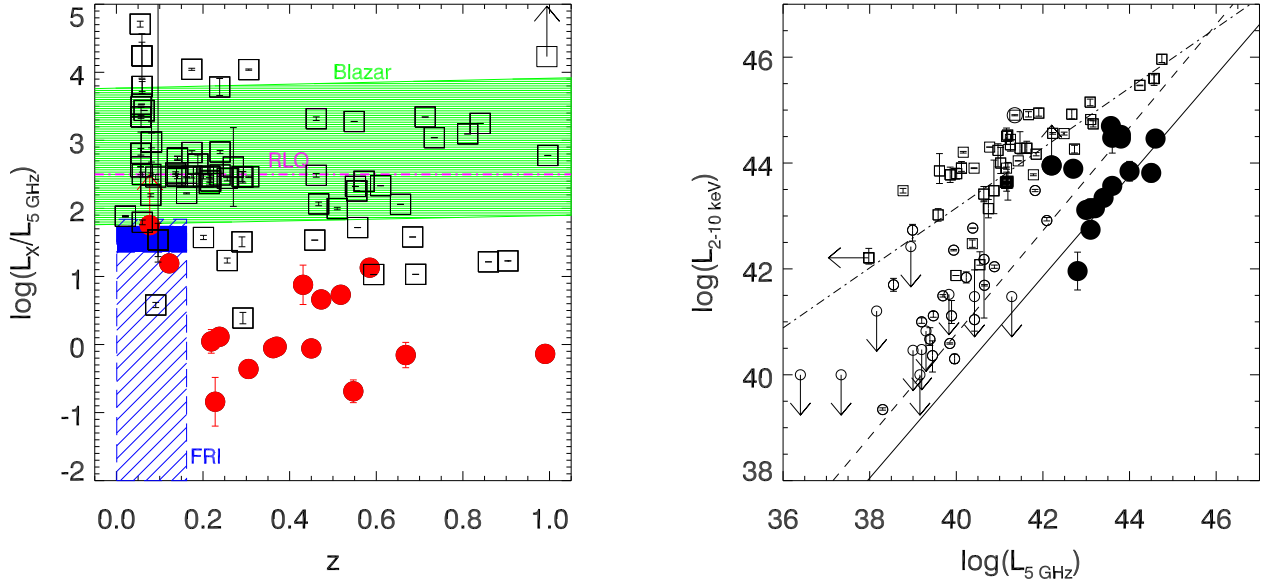 5
4
3
2
1
0
-1
-2
log(L_X/L_5 GHz)
Blazar
RLQ
FRI
0.0 0.2 0.4 0.6 0.8 1.0
z
46
44
42
40
38
log(L_2-10 keV)
36 38 40 42 44 46
log(L_5 GHz)